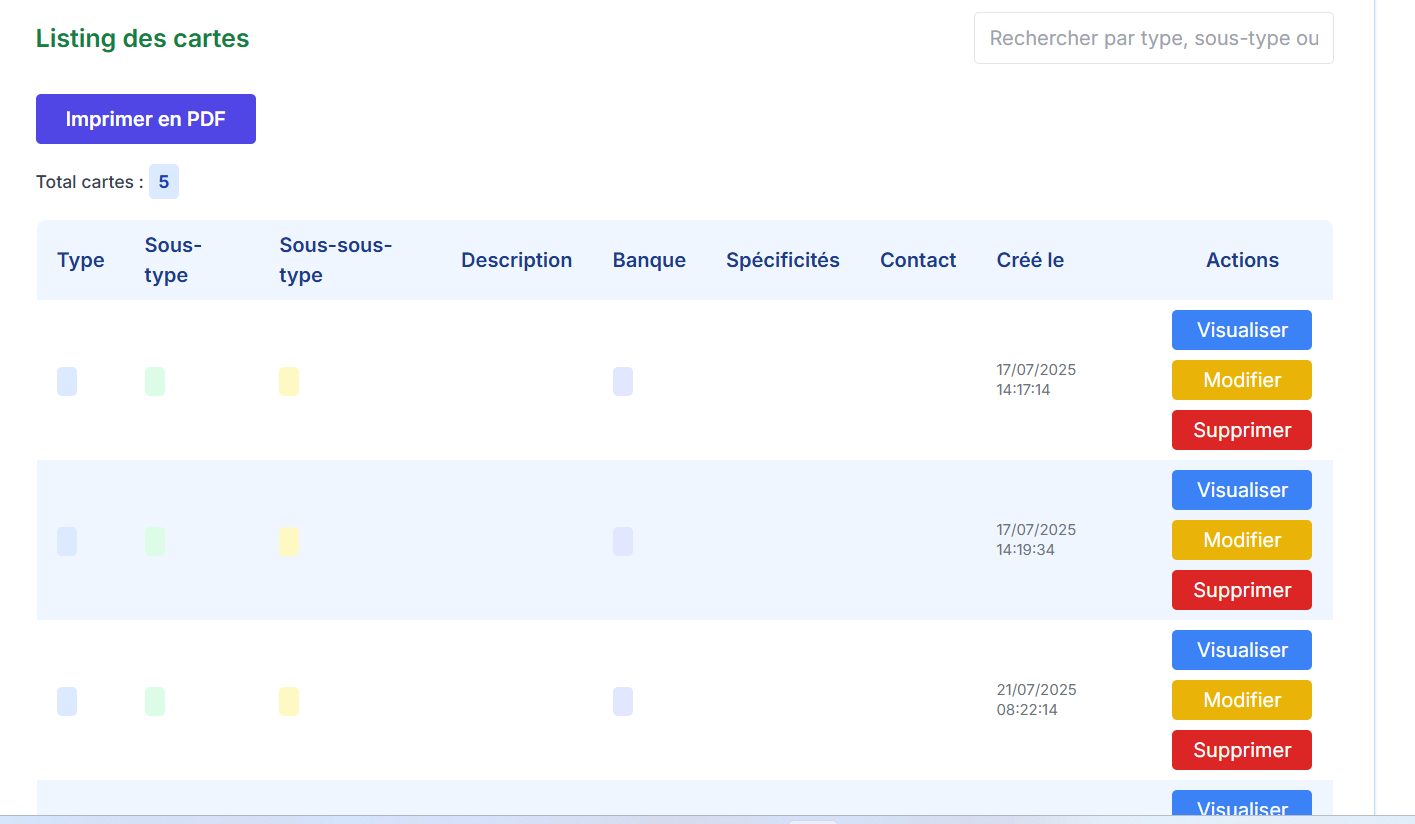 Listing des cartes
Rechercher par type, sous-type ou
Imprimer en PDF
Total cartes : 5
Type Sous-type Sous-sous-type Description Banque Spécificités Contact Créé le Actions
17/07/2025
14:17:14
Visualiser
Modifier
Supprimer
17/07/2025
14:19:34
Visualiser
Modifier
Supprimer
21/07/2025
08:22:14
Visualiser
Modifier
Supprimer
Visualiser